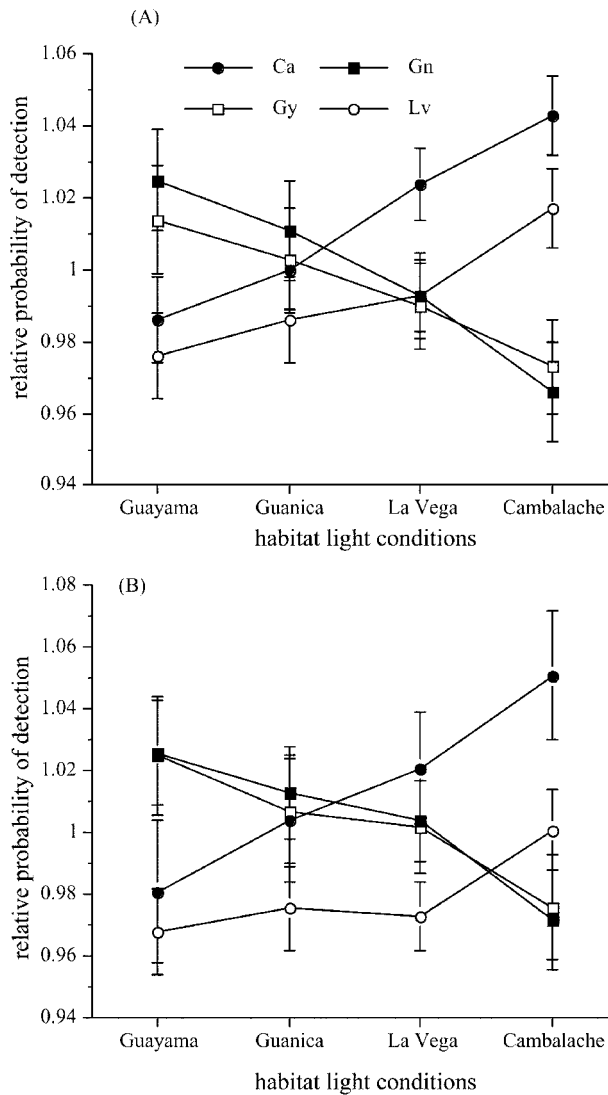 (A)
1.06
1.04
1.02
1
0.98
0.96
0.94
relative probability of detection
Ca
Gn
Gy
Lv
Guayama
Guanica
La Vega
Cambalache
habitat light conditions
(B)
1.08
1.06
1.04
1.02
1
0.98
0.96
0.94
relative probability of detection
Guayama
Guanica
La Vega
Cambalache
habitat light conditions